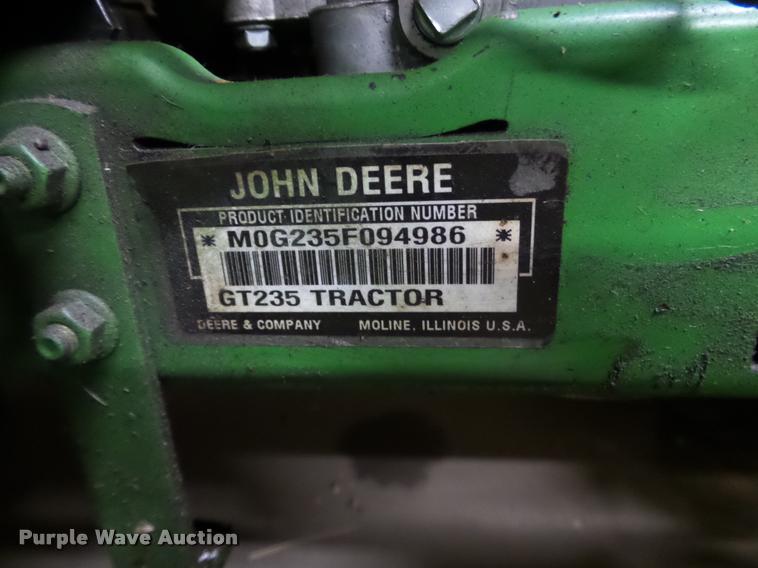 JOHN DEERE
PRODUCT IDENTIFICATION NUMBER
* M0G235F094986 *
GT235 TRACTOR
DEERE & COMPANY MOLINE, ILLINOIS U.S.A.
Purple Wave Auction